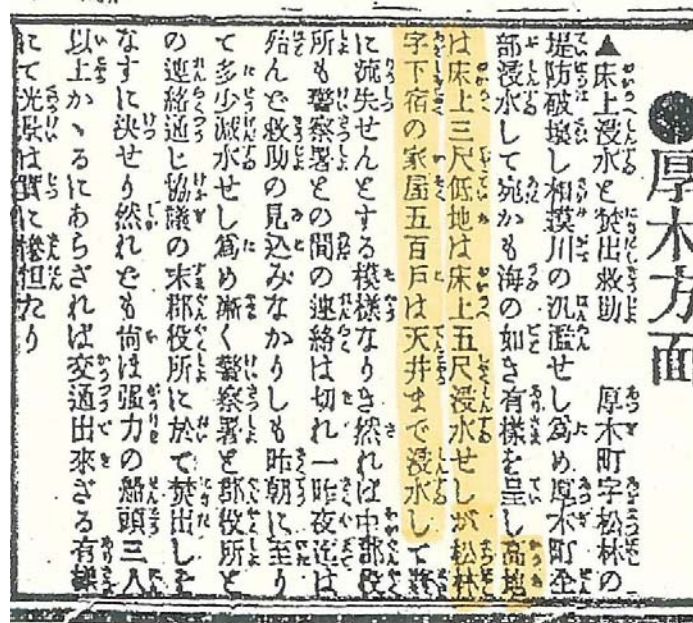 ●厚木方面
▲床上浸水と焚出救助　厚木町字松林の
堤防破壊し相摸川の氾濫せし為め厚木町全
部浸水して宛かも海の如き有様を呈し高地
は床上三尺低地は床上五尺浸水せしが松林
字下宿の家屋五百戸は天井まで浸水して将
に流失せんとする模様なりき然れば中郡役
所も警察署との間の連絡は切れ一昨夜迄は
殆んど救助の見込みなかりしも昨朝に至り
て多少減水せし為め漸く警察署と郡役所と
の連絡通じ協議の末郡役所に於て焚出しを
なすに決せり然れども尚ほ強力の船頭三人
以上かゝるにあらざれば交通出來ざる有様
にて光景は實に惨怛たり